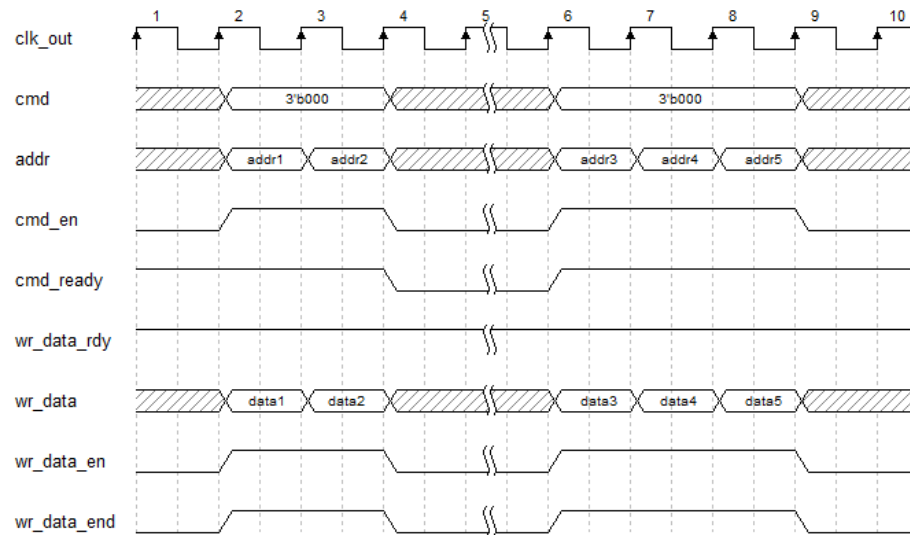 1 2 3 4 5 6 7 8 9 10
clk_out
cmd 3'b000 3'b000
addr addr1 addr2 addr3 addr4 addr5
cmd_en
cmd_ready
wr_data_rdy
wr_data data1 data2 data3 data4 data5
wr_data_en
wr_data_end